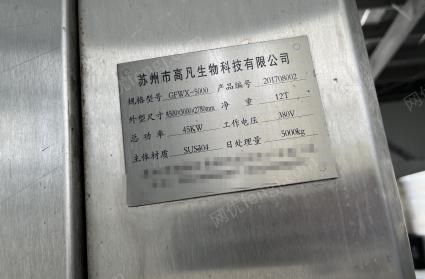 苏州市高凡生物科技有限公司
规格型号 GFWX-5000 产品编号 201708002
外型尺寸 8580×3000×2780mm 净重 12T
总功率 45KW 工作电压 380V
主体材质 SUS304 日处理量 5000kg